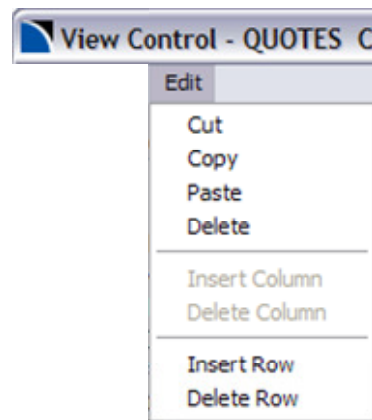 View Control - QUOTES C
Edit
Cut
Copy
Paste
Delete
Insert Column
Delete Column
Insert Row
Delete Row